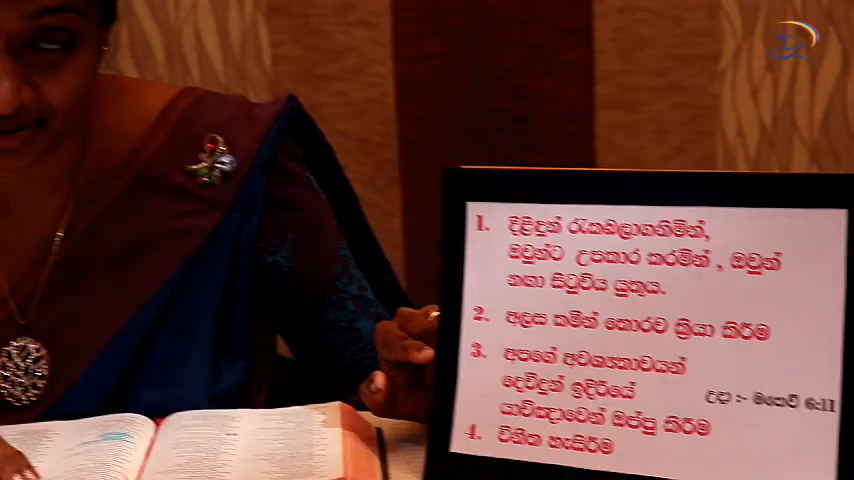 1. දිළිඳුන් රැකබලාගනිමින්,
ඔවුන්ට උපකාර කරමින් , ඔවුන්
නඟා සිටුවිය යුතුය.
2. අලස කමින් තොරව ක්‍රියා කිරීම
3. අපගේ අවශ්‍යතාවයන්
දෙවිඳුන් ඉදිරියේ
යාච්ඤාවෙන් ඔප්පු කිරීම
උදා :- මතෙව් 6:11
4. විනීත හැසිරීම